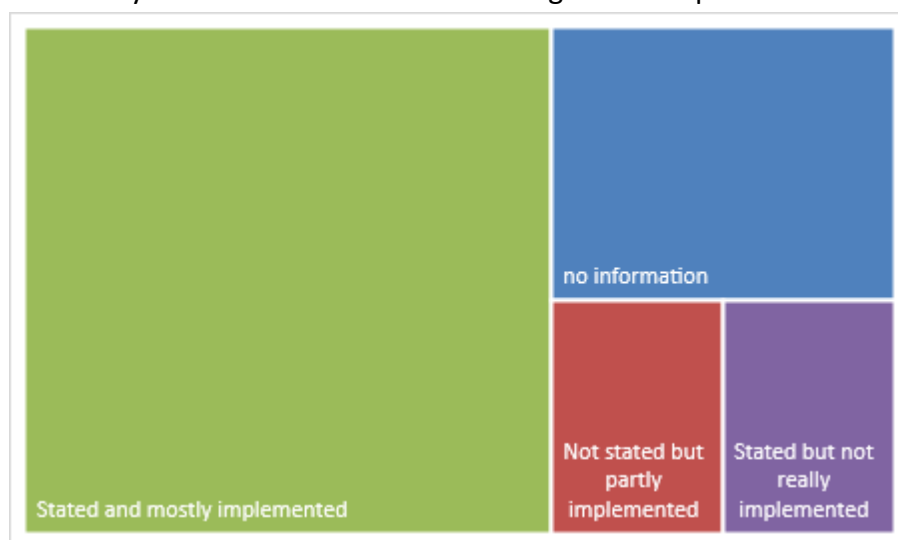 no information
Stated and mostly implemented
Not stated but
partly
implemented
Stated but not
really
implemented